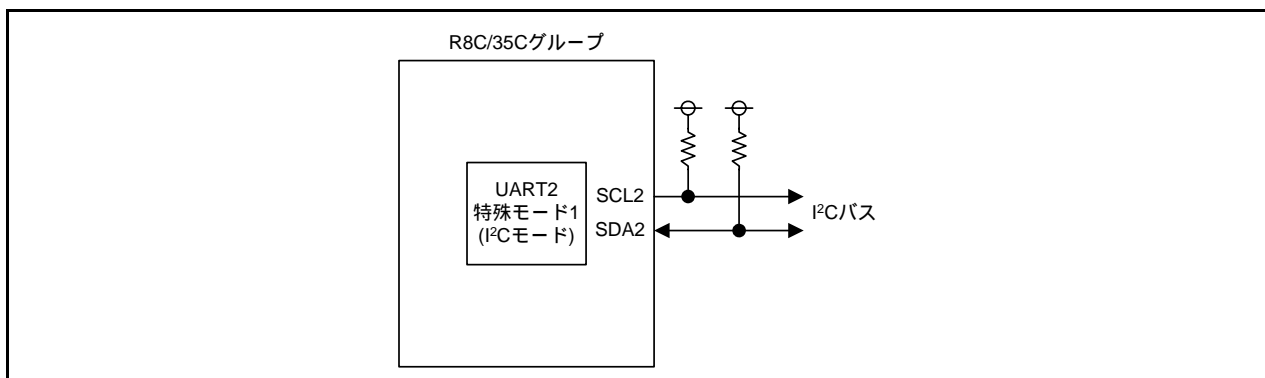 R8C/35Cグループ
UART2
特殊モード1
(I²Cモード)
SCL2
SDA2
I²Cバス